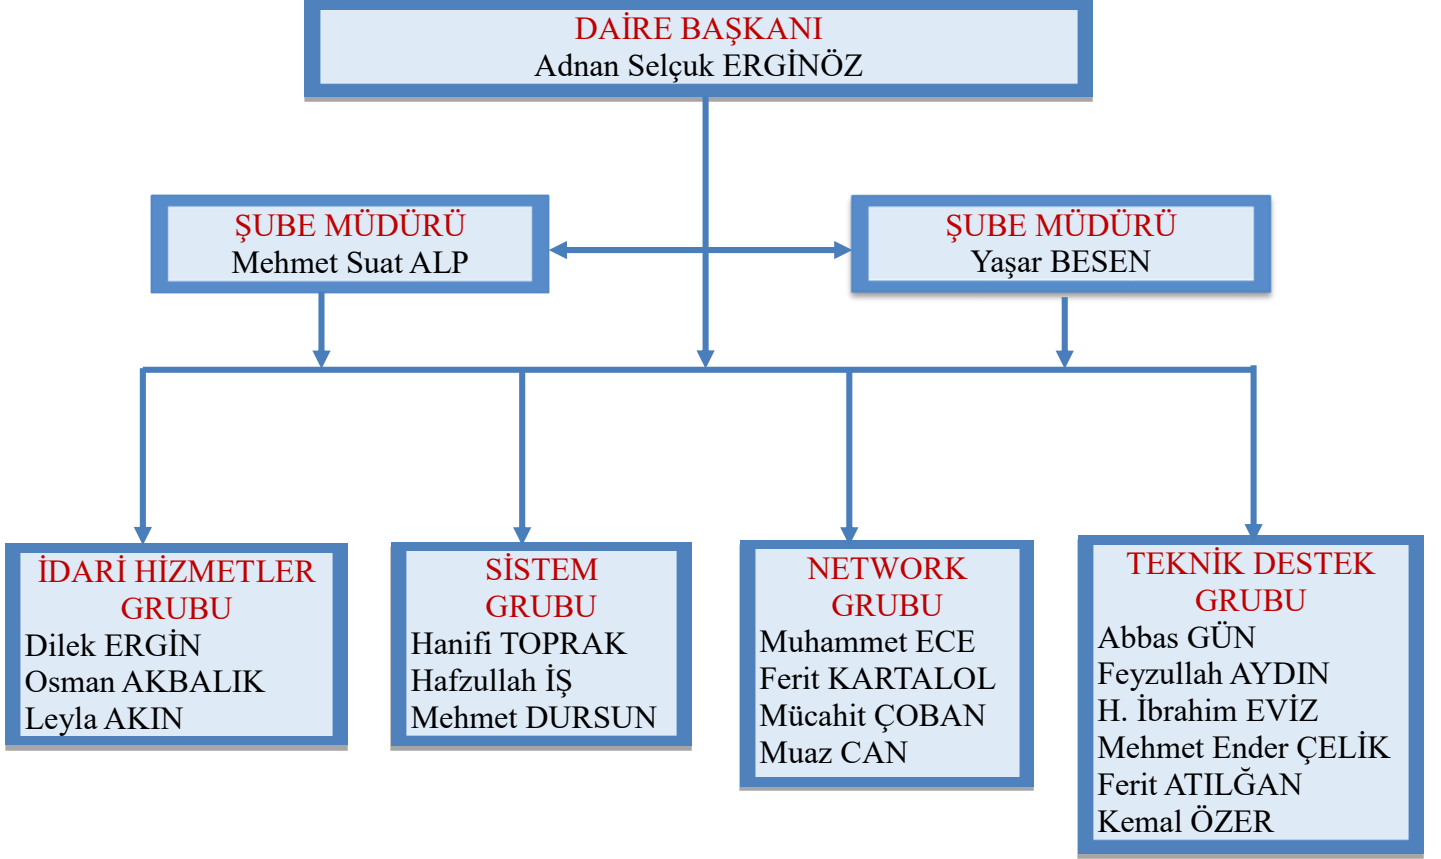 DAİRE BAŞKANI
Adnan Selçuk ERGİNÖZ
ŞUBE MÜDÜRÜ
Mehmet Suat ALP
ŞUBE MÜDÜRÜ
Yaşar BESEN
İDARİ HİZMETLER
GRUBU
Dilek ERGİN
Osman AKBALIK
Leyla AKIN
SİSTEM
GRUBU
Hanifi TOPRAK
Hafzullah İŞ
Mehmet DURSUN
NETWORK
GRUBU
Muhammet ECE
Ferit KARTALOL
Mücahit ÇOBAN
Muaz CAN
TEKNİK DESTEK
GRUBU
Abbas GÜN
Feyzullah AYDIN
H. İbrahim EVİZ
Mehmet Ender ÇELİK
Ferit ATILĞAN
Kemal ÖZER